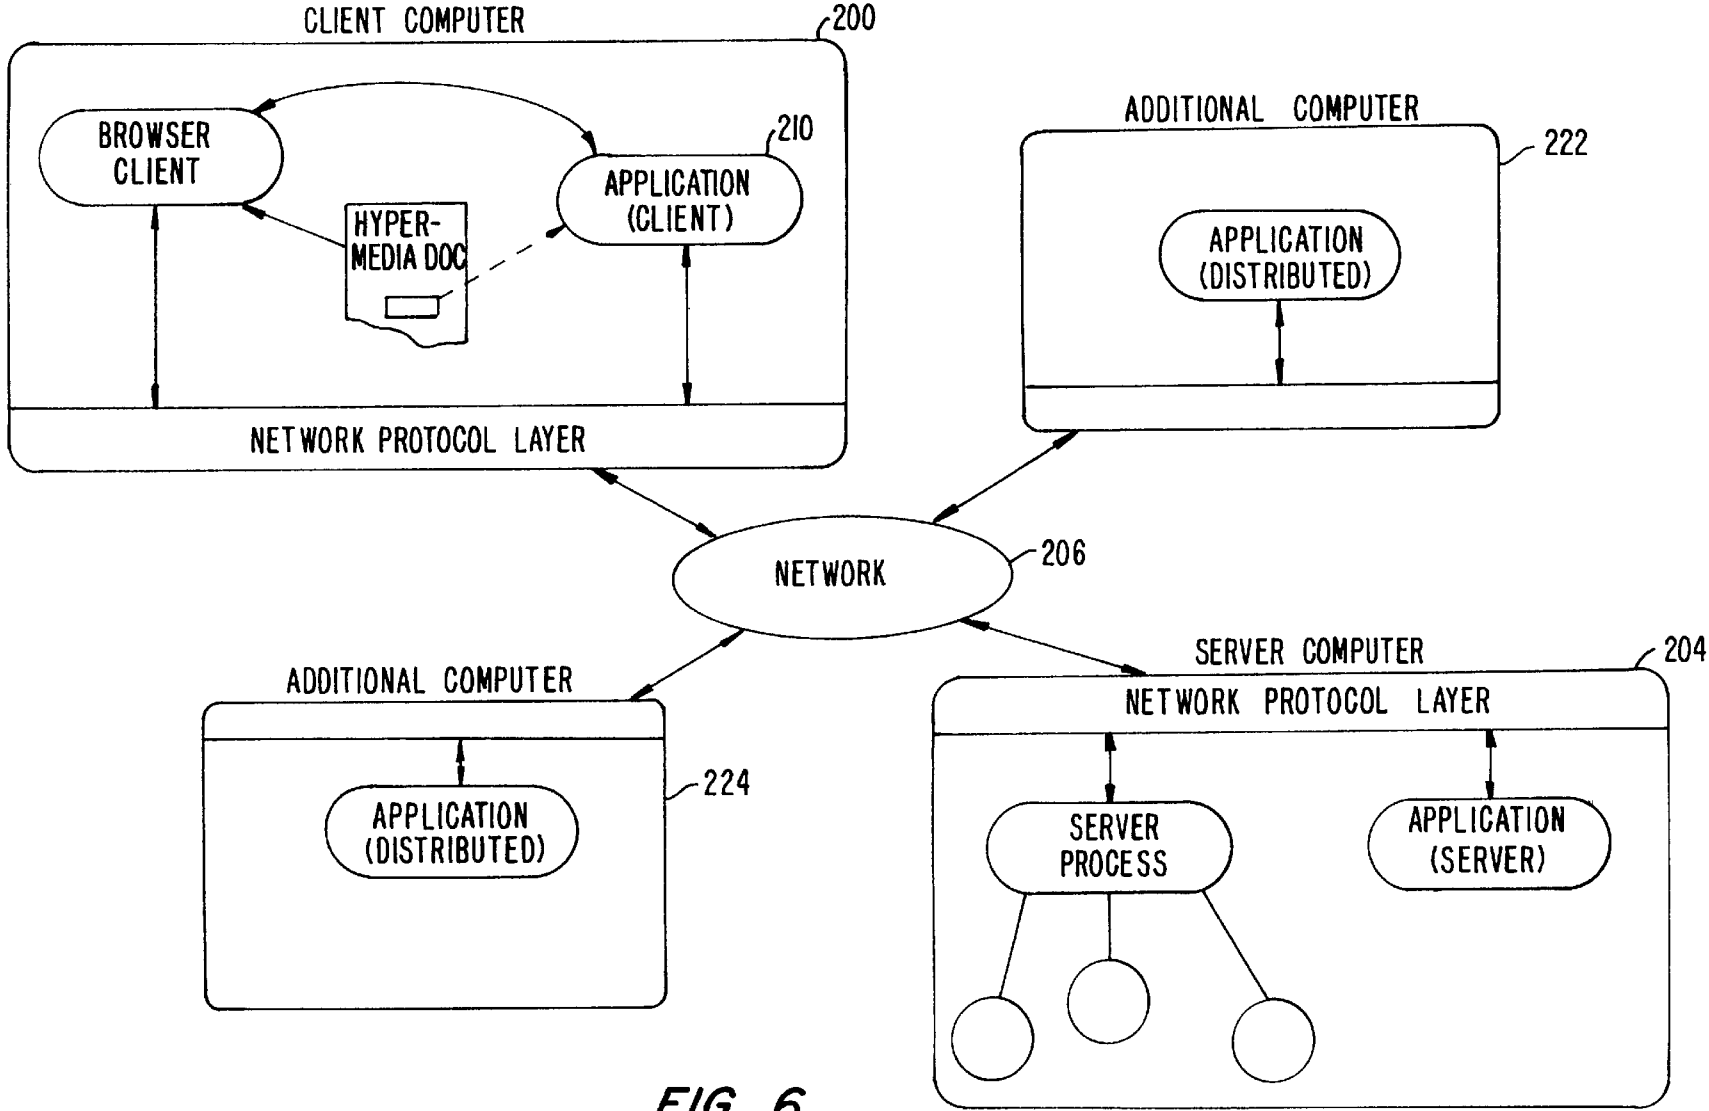 CLIENT COMPUTER
200
BROWSER
CLIENT
210
APPLICATION
(CLIENT)
HYPER-
MEDIA DOC
NETWORK PROTOCOL LAYER
ADDITIONAL COMPUTER
222
APPLICATION
(DISTRIBUTED)
NETWORK
206
ADDITIONAL COMPUTER
224
APPLICATION
(DISTRIBUTED)
SERVER COMPUTER
204
NETWORK PROTOCOL LAYER
SERVER
PROCESS
APPLICATION
(SERVER)
FIG. 6